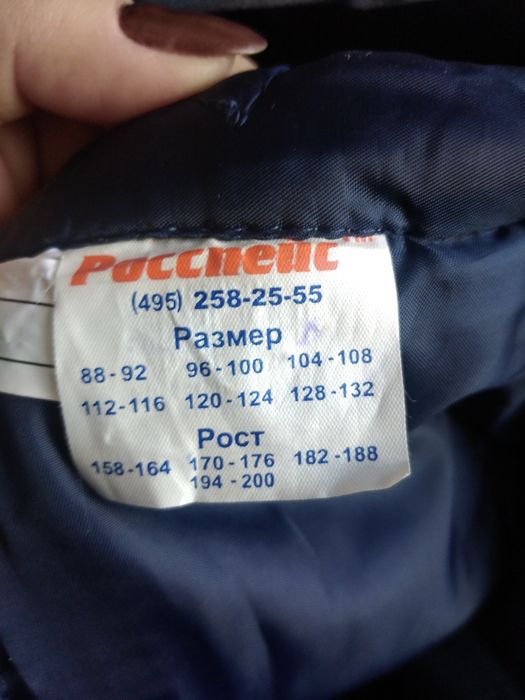 Расспейс™
(495) 258-25-55
Размер
88-92 96-100 104-108
112-116 120-124 128-132
Рост
158-164 170-176 182-188
194-200